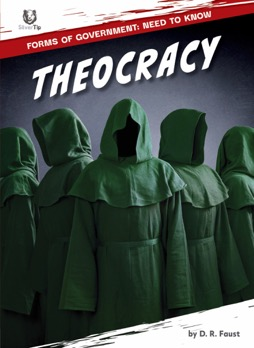 SilverTip
FORMS OF GOVERNMENT: NEED TO KNOW
THEOCRACY
by D. R. Faust